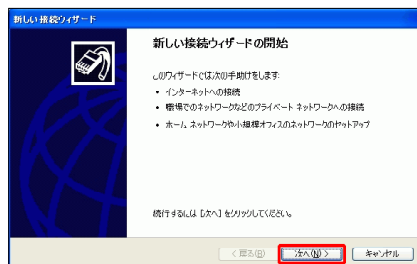 新しい接続ウィザード
新しい接続ウィザードの開始
このウィザードでは次の手助けをします:
• インターネットへの接続
• 職場でのネットワークなどのプライベート ネットワークへの接続
• ホーム ネットワークや小規模オフィスのネットワークのセットアップ
続行するには [次へ] をクリックしてください。
< 戻る(B)
次へ(N) >
キャンセル